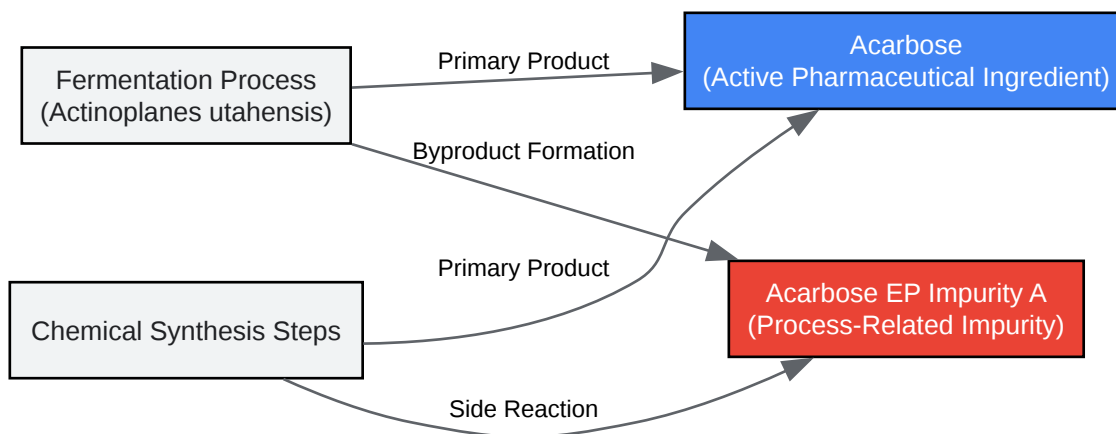 Fermentation Process
(Actinoplanes utahensis)
Primary Product
Acarbose
(Active Pharmaceutical Ingredient)
Byproduct Formation
Chemical Synthesis Steps
Primary Product
Acarbose EP Impurity A
(Process-Related Impurity)
Side Reaction